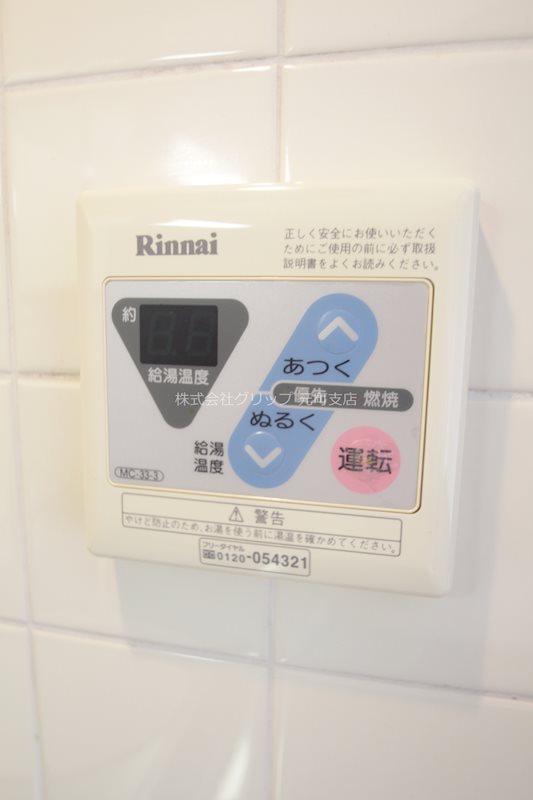 Rinnai
正しく安全にお使いいただく
ためにご使用の前に必ず取扱
説明書をよくお読みください。
約
給湯温度
あつく
優先
燃焼
ぬるく
給湯
温度
運転
MC-33-3
株式会社グリップ 元町支店
警告
やけど防止のため、お湯を使う前に湯温を確かめてください。
フリーダイヤル
0120-054321